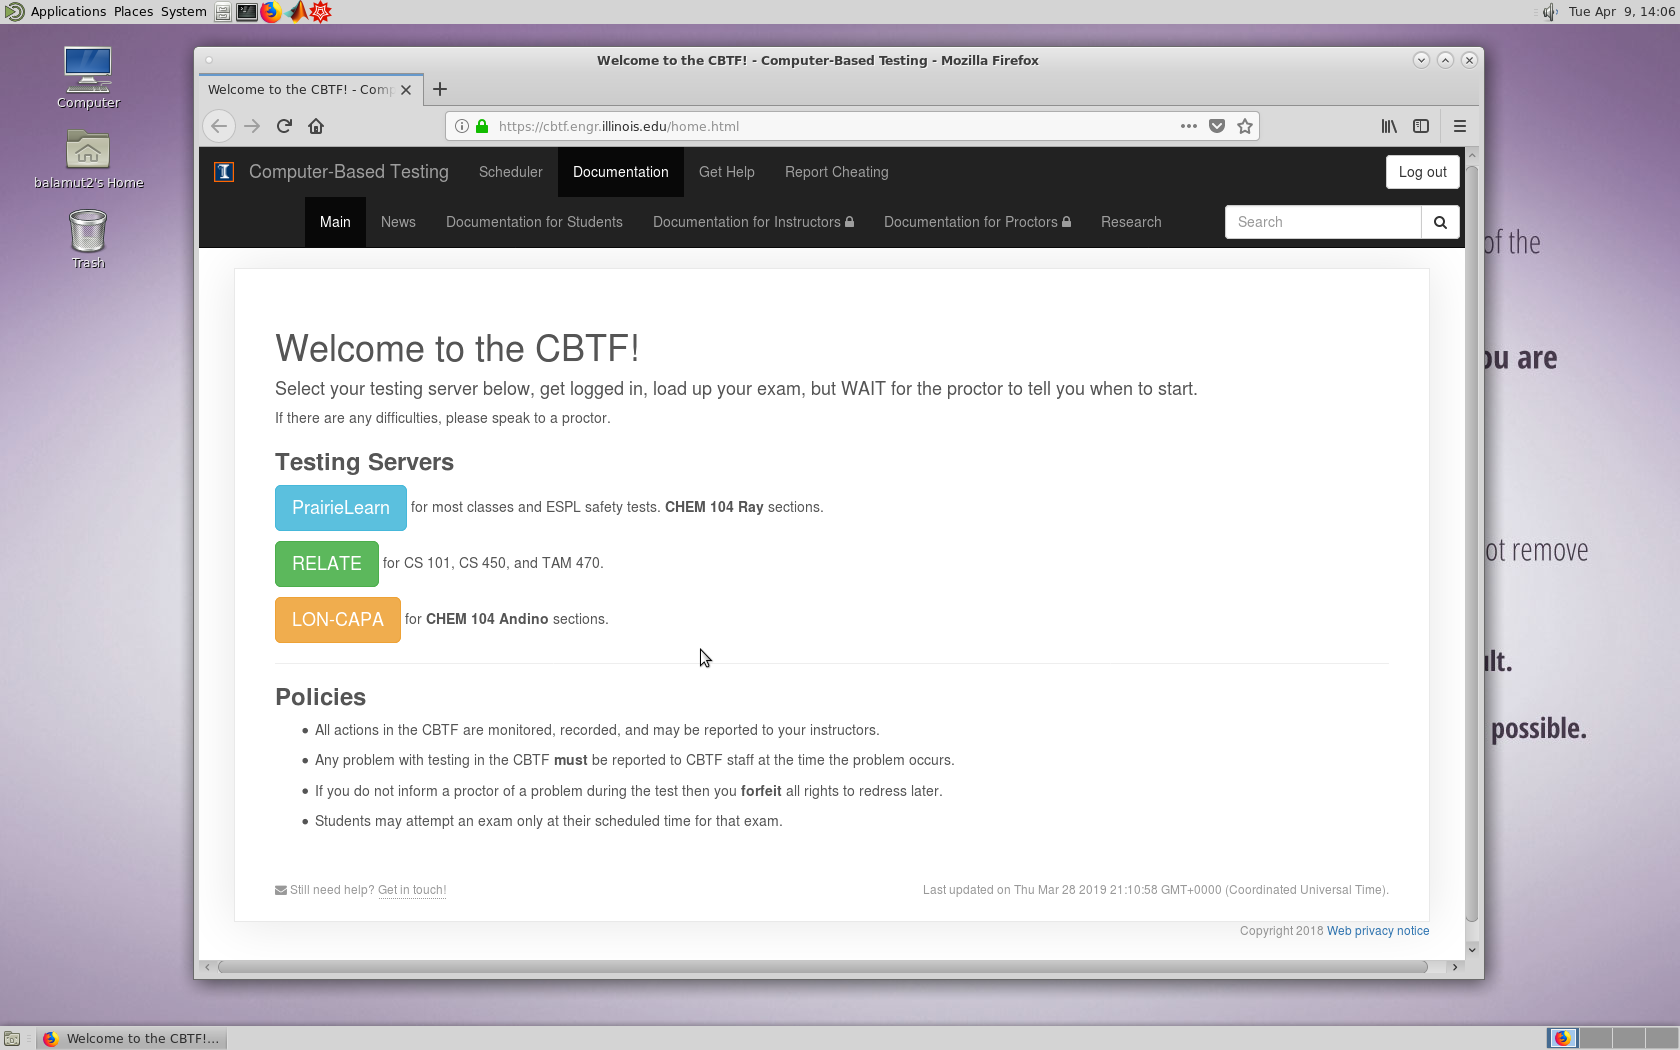 Applications Places System
Tue Apr 9, 14:06
Computer
balamut2's Home
Trash
Welcome to the CBTF! - Computer-Based Testing - Mozilla Firefox
Welcome to the CBTF! - Comp
https://cbtf.engr.illinois.edu/home.html
Computer-Based Testing Scheduler Documentation Get Help Report Cheating Log out
Main News Documentation for Students Documentation for Instructors Documentation for Proctors Research Search
of the
ou are
ot remove
ult.
possible.
Welcome to the CBTF!
Select your testing server below, get logged in, load up your exam, but WAIT for the proctor to tell you when to start.
If there are any difficulties, please speak to a proctor.
Testing Servers
PrairieLearn for most classes and ESPL safety tests. CHEM 104 Ray sections.
RELATE for CS 101, CS 450, and TAM 470.
LON-CAPA for CHEM 104 Andino sections.
Policies
• All actions in the CBTF are monitored, recorded, and may be reported to your instructors.
• Any problem with testing in the CBTF must be reported to CBTF staff at the time the problem occurs.
• If you do not inform a proctor of a problem during the test then you forfeit all rights to redress later.
• Students may attempt an exam only at their scheduled time for that exam.
Still need help? Get in touch!
Last updated on Thu Mar 28 2019 21:10:58 GMT+0000 (Coordinated Universal Time).
Copyright 2018 Web privacy notice
Welcome to the CBTF!...